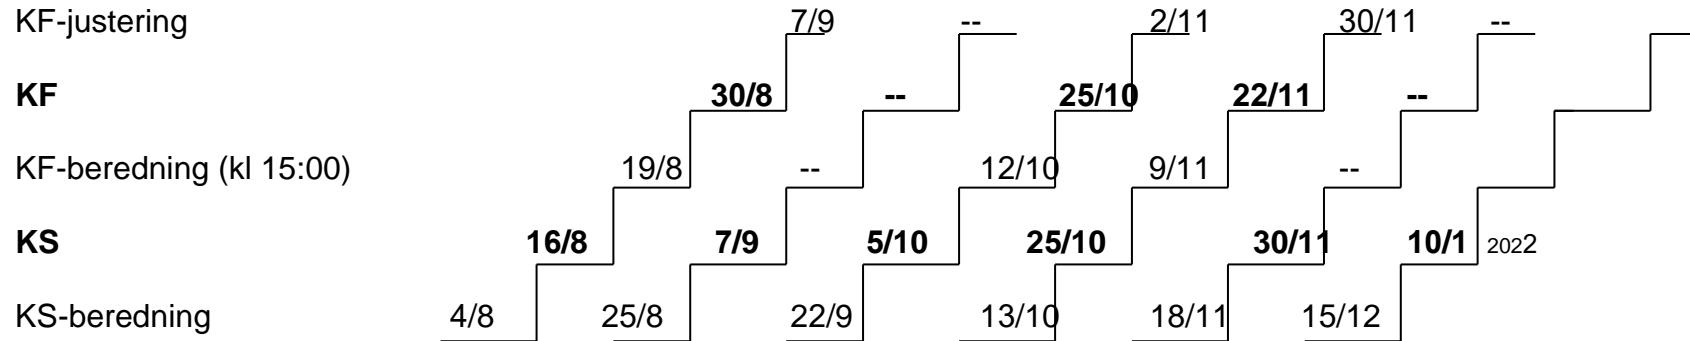 KF-justering 7/9 -- 2/11 30/11 --
KF 30/8 -- 25/10 22/11 --
KF-beredning (kl 15:00) 19/8 -- 12/10 9/11 --
KS 16/8 7/9 5/10 25/10 30/11 10/1 2022
KS-beredning 4/8 25/8 22/9 13/10 18/11 15/12